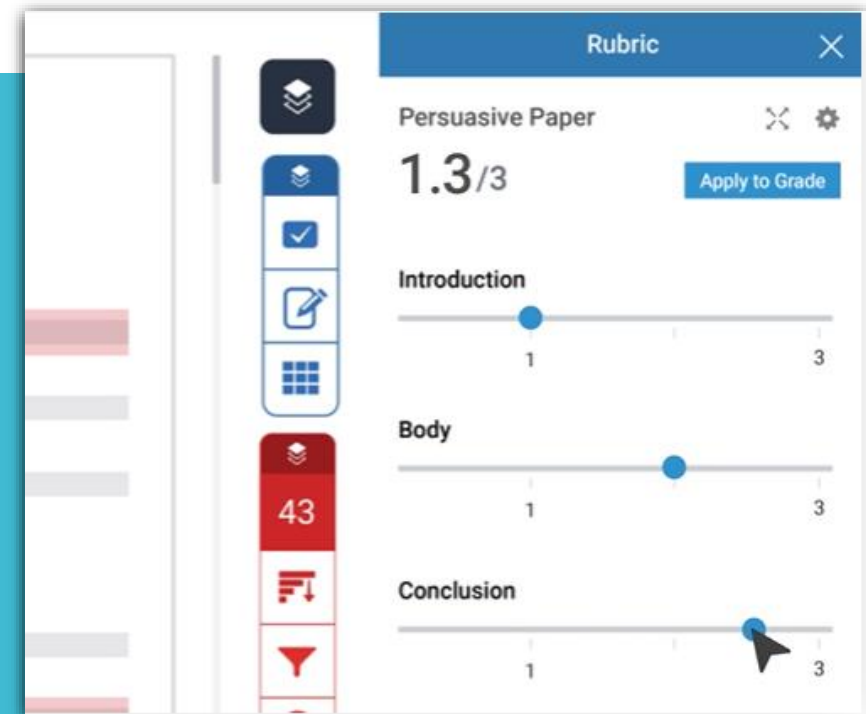 Rubric
Persuasive Paper
1.3/3
Apply to Grade
Introduction
1 3
Body
1 3
43
Conclusion
1 3